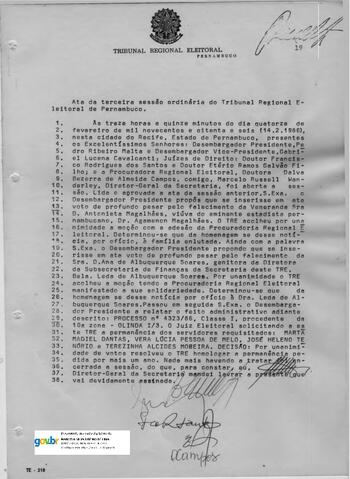 TRIBUNAL REGIONAL ELEITORAL
PERNAMBUCO
19
Ata da terceira sessão ordinária do Tribunal Regional E-
leitoral de Pernambuco.
1. Às treze horas e quinze minutos do dia quatorze de
2. fevereiro de mil novecentos e oitenta e seis (14.2.1986),
3. nesta cidade do Recife, Estado de Pernambuco, presentes
4. os Excelentíssimos Senhores: Desembargador Presidente, Pe
5. dro Ribeiro Malta e Desembargador Vice-Presidente, Gabri
6. el Lucena Cavalcanti, Juízes de Direito: Doutor Francis-
7. co Rodrigues dos Santos e Doutor Etério Ramos Galvão Fi-
8. lho; e a Procuradora Regional Eleitoral, Doutora Dalva
9. Bezerra de Almeida Campos, comigo, Marcelo Russell Wan-
10. derley, Diretor-Geral da Secretaria, foi aberta a ses-
11. são. Lida e aprovada a ata da sessão anterior, S.Exa. o
12. Desembargador Presidente propôs que se inserisse em ata
13. voto de profundo pesar pelo falecimento da Veneranda Sra
14. D. Antonieta Magalhães, viúva do eminente estadista per-
15. nambucano, Dr. Agamenon Magalhães. O TRE acolheu por una
16. nimidade a moção com a adesão da Procuradoria Regional E
17. leitoral. Determinou-se que da homenagem se desse notí-
18. cia, por ofício, à família enlutada. Ainda com a palavra
19. S.Exa. o Desembargador Presidente propondo que se inse-
20. risse em ata voto de profundo pesar pelo falecimento da
21. Sra. D. Ana de Albuquerque Soares, genitora da Diretora
22. da Subsecretaria de Finanças da Secretaria deste TRE,
23. Bela. Leda de Albuquerque Soares. Por unanimidade o TRE
24. acolheu a moção tendo a Procuradoria Regional Eleitoral
25. manifestado a sua solidariedade. Determinou-se que da
26. homenagem se desse notícias por ofício à Dra. Leda de Al-
27. buquerque Soares. Passou em seguida S.Exa. o Desembarga-
28. dor Presidente a relatar o feito administrativo adiante
29. descrito: PROCESSO nº 4323/86, Classe I, procedente da
30. 10a zona - OLINDA 1/3. O Juiz Eleitoral solicitando a es
31. te TRE a permanência dos servidores requisitados: MARTA
32. MAGIEL DANTAS, VERA LÚCIA PESSOA DE MELO, JOSÉ HELENO TE
33. NÓRIO e TEREZINHA ALCIDES MOREIRA. DECISÃO: Por unanimi-
34. dade de votos resolveu o TRE homologar a permanência pe-
35. dida por mais um ano. Nada mais havendo a tratar foi en-
36. cerrada a sessão, do que, para constar, eu,
37. Diretor-Geral da Secretaria mandei lavrar a presente que
38. vai devidamente assinada.
DCampos
gov.br
TE - 218